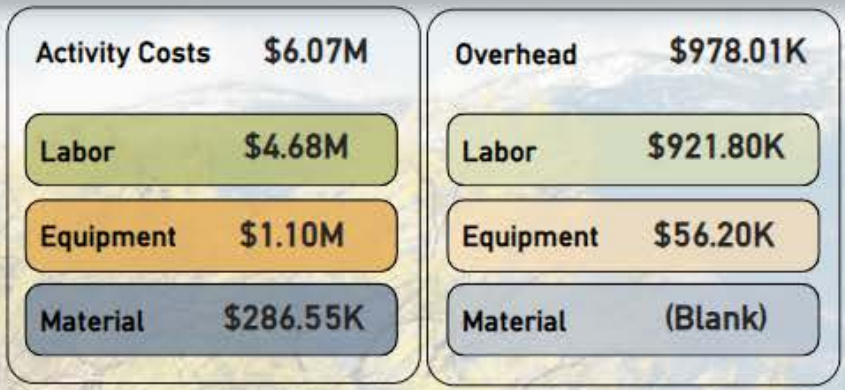 Activity Costs $6.07M
Labor $4.68M
Equipment $1.10M
Material $286.55K
Overhead $978.01K
Labor $921.80K
Equipment $56.20K
Material (Blank)